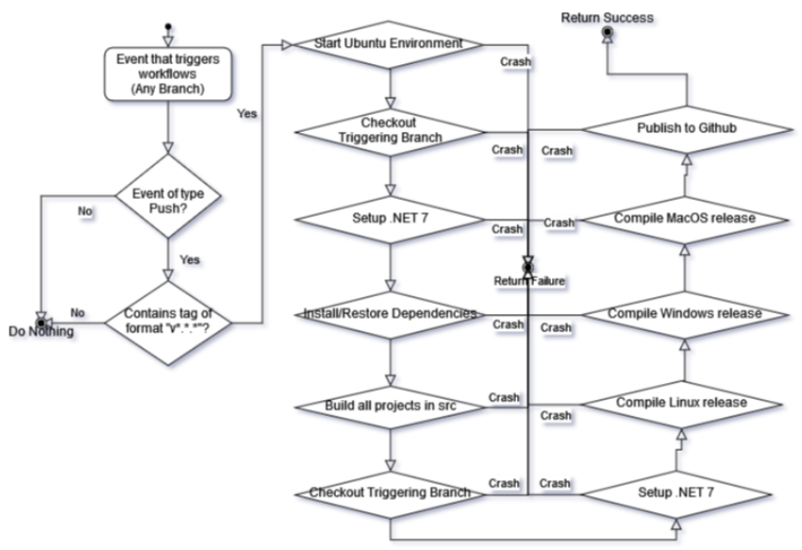 Return Success
Event that triggers
workflows
(Any Branch)
Start Ubuntu Environment
Crash
Yes
Checkout
Triggering Branch
Crash
Crash
Publish to Github
Event of type
Push?
No
Yes
Setup .NET 7
Crash
Crash
Compile MacOS release
Return Failure
Contains tag of
format "v*.*.*"?
No
Do Nothing
Install/Restore Dependencies
Crash
Crash
Compile Windows release
Build all projects in src
Crash
Crash
Compile Linux release
Checkout Triggering Branch
Crash
Crash
Setup .NET 7